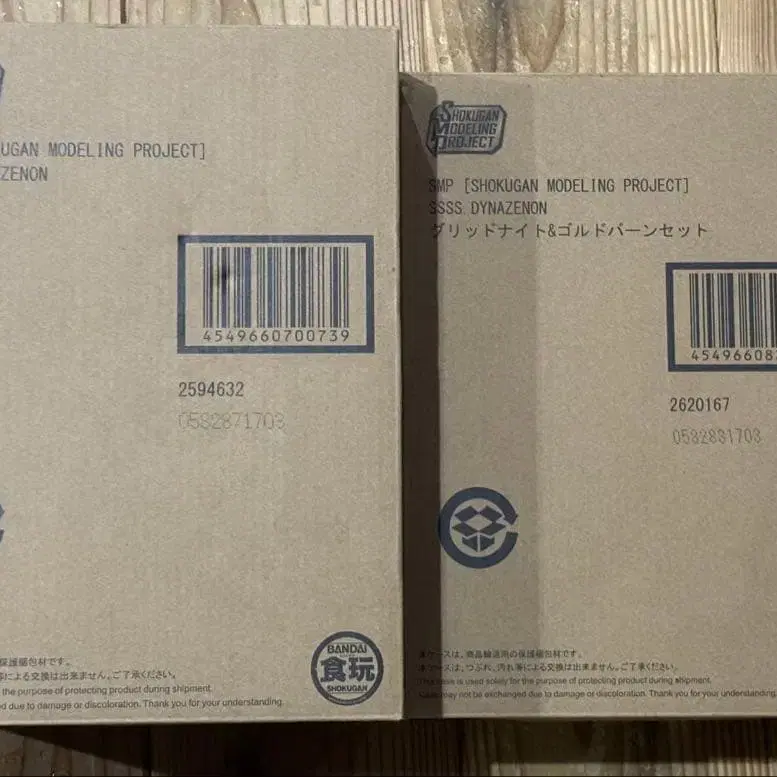 UGAN MODELING PROJECT]
ZENON
4549660700739
2594632
0532871703
保護梱包材です。
等による交換は出来ません。ご了承ください。
the purpose of protecting product during shipment.
ed due to damage or discoloration. Thank you for your understanding.
BANDAI
食玩
SHOKUGAN
SHOKUGAN
MODELING
PROJECT
SMP [SHOKUGAN MODELING PROJECT]
SSSS.DYNAZENON
グリッドナイト&ゴルドバーンセット
45496608
2620167
0532831703
本ケースは、商品輸送用の保護梱包材です。
本ケースは、つぶれ、汚れ等による交換は出来ません。ご了承ください。
This case is used solely for the purpose of protecting product during shipment.
may not be exchanged due to damage or discoloration. Thank you for your understanding.